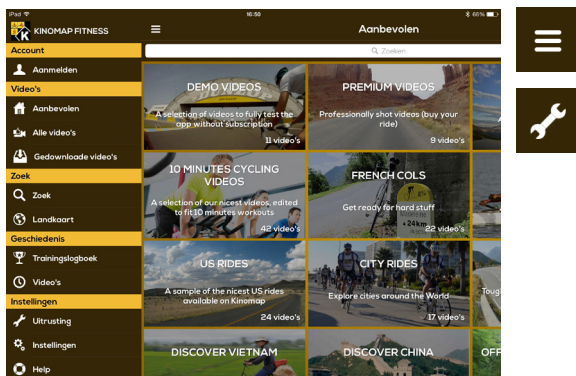 iPad
16:50
66%
KINOMAP FITNESS
Aanbevolen
Account
Zoeken
Aanmelden
Video's
Aanbevolen
Alle video's
Gedownloade video's
Zoek
Zoek
Landkaart
Geschiedenis
Trainingslogboek
Video's
Instellingen
Uitrusting
Instellingen
Help
DEMO VIDEOS
A selection of videos to fully test the
app without subscription
11 video's
PREMIUM VIDEOS
Professionally shot videos (buy your
ride)
9 video's
10 MINUTES CYCLING
VIDEOS
A selection of our nicest videos, edited
to fit 10 minutes workouts
42 video's
FRENCH COLS
Get ready for hard stuff
22 video's
US RIDES
A sample of the nicest US rides
available on Kinomap
24 video's
CITY RIDES
Explore cities around the World
17 video's
DISCOVER VIETNAM
DISCOVER CHINA
OFF